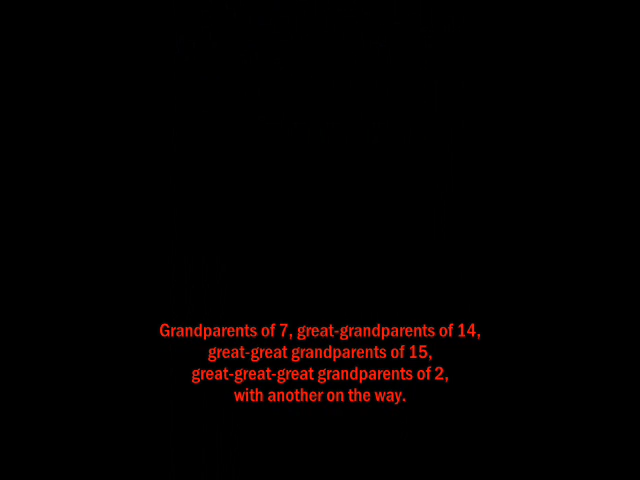 Grandparents of 7, great-grandparents of 14,
great-great grandparents of 15,
great-great-great grandparents of 2,
with another on the way.